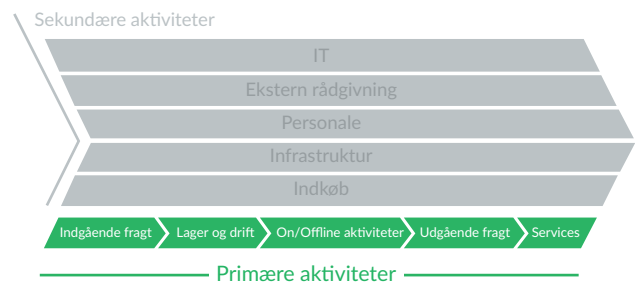 Sekundære aktiviteter
IT
Ekstern rådgivning
Personale
Infrastruktur
Indkøb
Indgående fragt Lager og drift On/Offline aktiviteter Udgående fragt Services
Primære aktiviteter